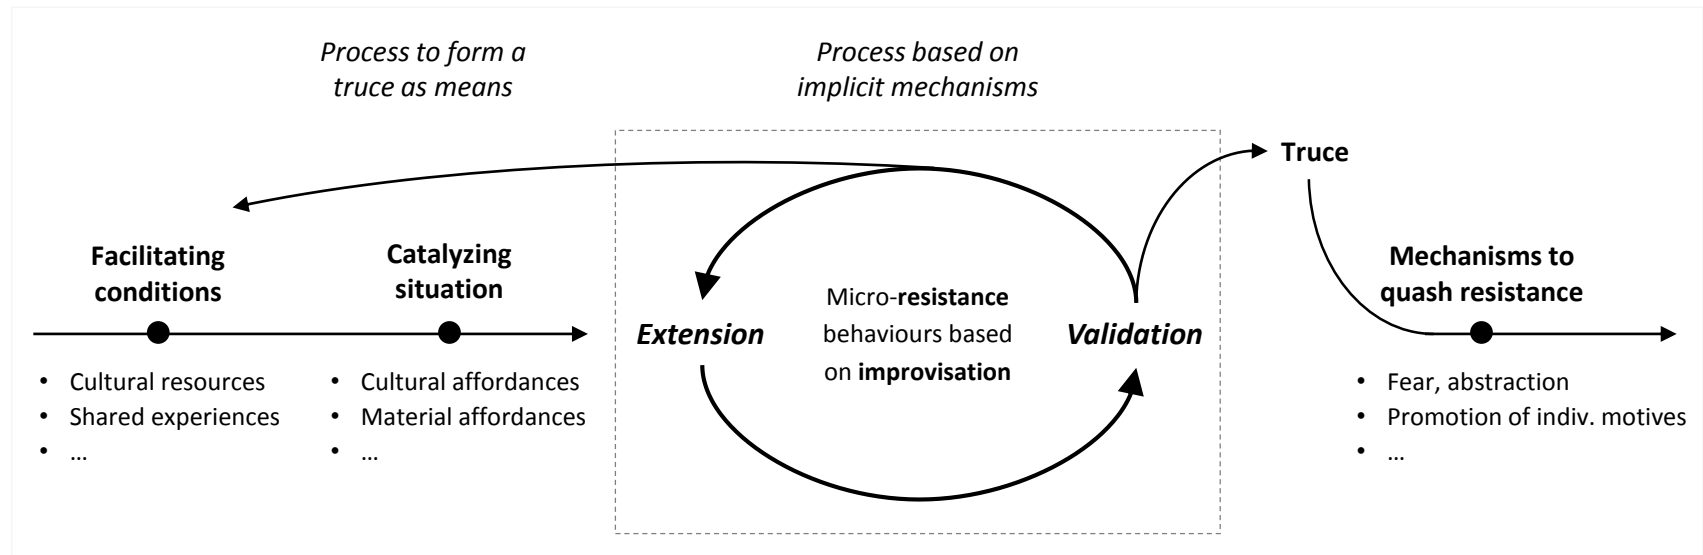 Process to form a
truce as means
Process based on
implicit mechanisms
Truce
Facilitating
conditions
Catalyzing
situation
Mechanisms to
quash resistance
Extension
Micro-resistance
behaviours based
on improvisation
Validation
• Cultural resources
• Shared experiences
• ...
• Cultural affordances
• Material affordances
• ...
• Fear, abstraction
• Promotion of indiv. motives
• ...